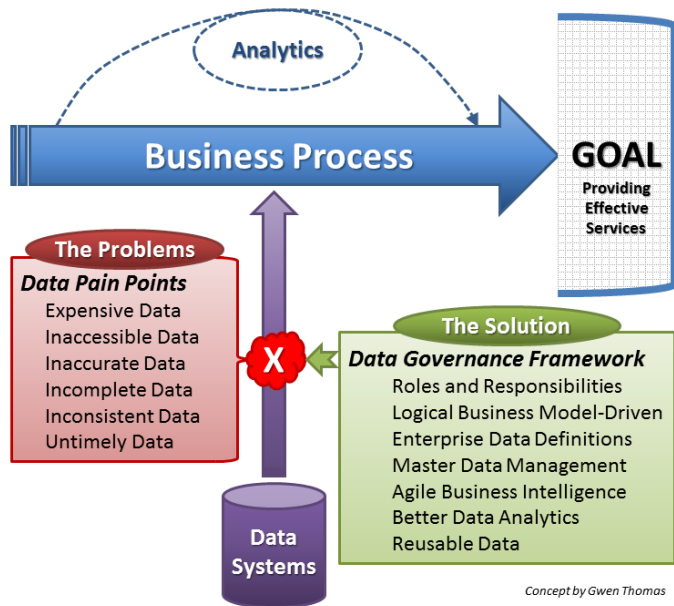 Analytics
Business Process
GOAL
Providing
Effective
Services
The Problems
Data Pain Points
Expensive Data
Inaccessible Data
Inaccurate Data
Incomplete Data
Inconsistent Data
Untimely Data
X
The Solution
Data Governance Framework
Roles and Responsibilities
Logical Business Model-Driven
Enterprise Data Definitions
Master Data Management
Agile Business Intelligence
Better Data Analytics
Reusable Data
Data
Systems
Concept by Gwen Thomas